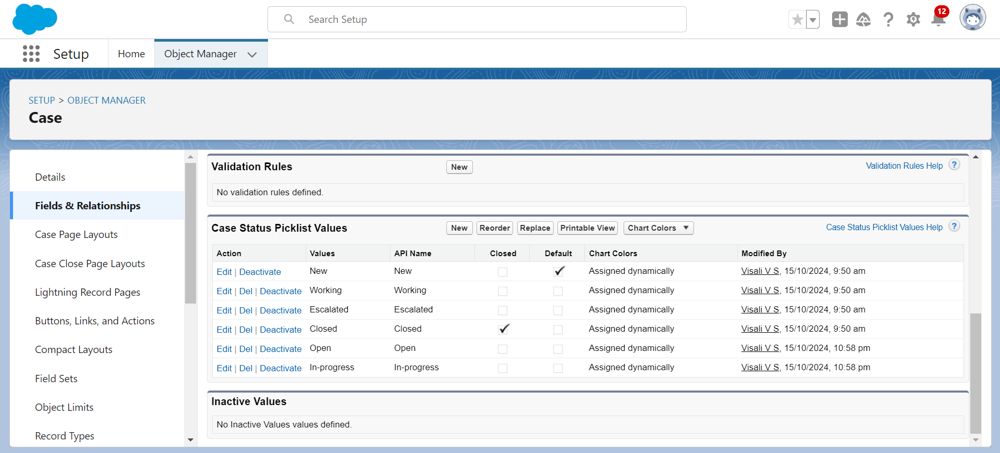 Search Setup
12
Setup
Home
Object Manager
SETUP > OBJECT MANAGER
Case
Details
Fields & Relationships
Case Page Layouts
Case Close Page Layouts
Lightning Record Pages
Buttons, Links, and Actions
Compact Layouts
Field Sets
Object Limits
Record Types
Validation Rules New Validation Rules Help ?
No validation rules defined.
Case Status Picklist Values New Reorder Replace Printable View Chart Colors Case Status Picklist Values Help ?
Action Values API Name Closed Default Chart Colors Modified By
Edit | Deactivate New New Assigned dynamically Visali V S, 15/10/2024, 9:50 am
Edit | Del | Deactivate Working Working Assigned dynamically Visali V S, 15/10/2024, 9:50 am
Edit | Del | Deactivate Escalated Escalated Assigned dynamically Visali V S, 15/10/2024, 9:50 am
Edit | Del | Deactivate Closed Closed Assigned dynamically Visali V S, 15/10/2024, 9:50 am
Edit | Del | Deactivate Open Open Assigned dynamically Visali V S, 15/10/2024, 10:58 pm
Edit | Del | Deactivate In-progress In-progress Assigned dynamically Visali V S, 15/10/2024, 10:58 pm
Inactive Values
No Inactive Values values defined.